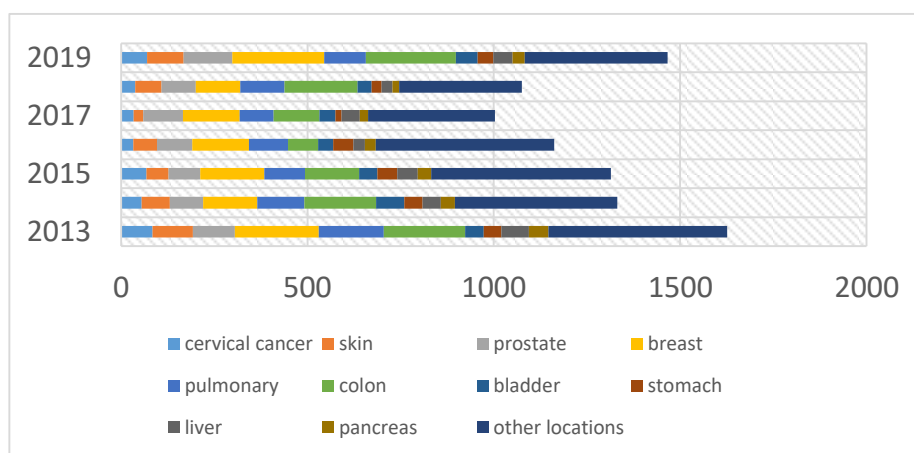 2019
2017
2015
2013
0 500 1000 1500 2000
cervical cancer skin prostate breast
pulmonary colon bladder stomach
liver pancreas other locations